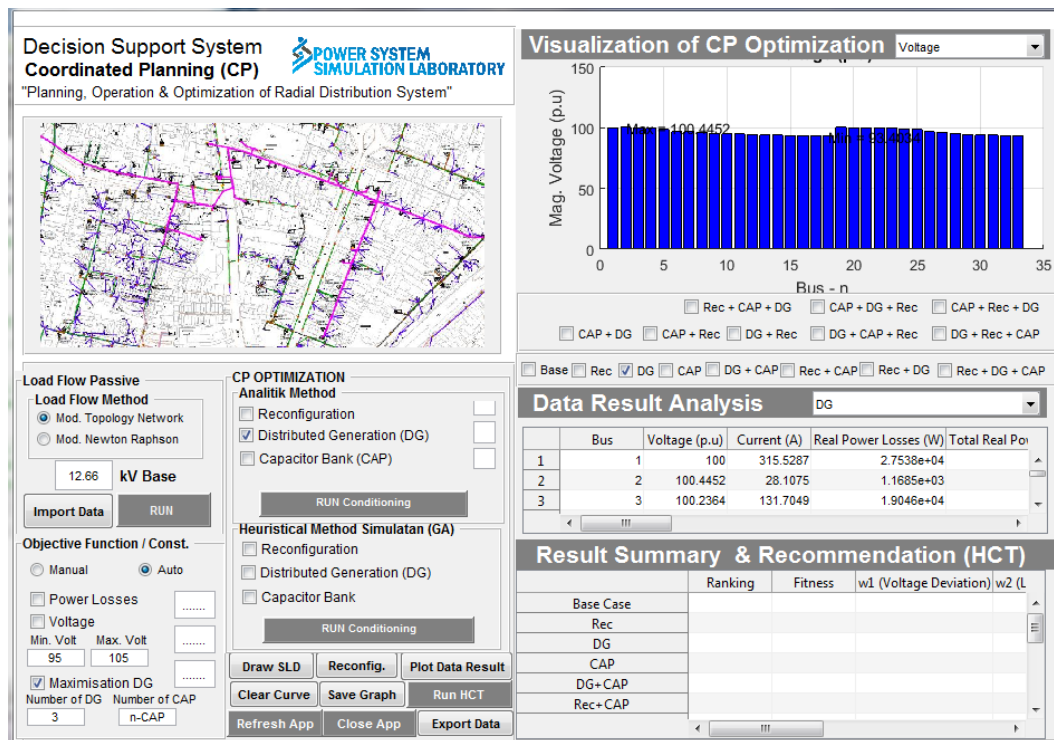 Decision Support System
Coordinated Planning (CP)
POWER SYSTEM
SIMULATION LABORATORY
"Planning, Operation & Optimization of Radial Distribution System"
Load Flow Passive
Load Flow Method
Mod. Topology Network
Mod. Newton Raphson
12.66 kV Base
Import Data RUN
Objective Function / Const.
Manual Auto
Power Losses .......
Voltage
Min. Volt Max. Volt .......
95 105
Maximisation DG .......
Number of DG Number of CAP
3 n-CAP
CP OPTIMIZATION
Analitik Method
Reconfiguration
Distributed Generation (DG)
Capacitor Bank (CAP)
RUN Conditioning
Heuristical Method Simulatan (GA)
Reconfiguration
Distributed Generation (DG)
Capacitor Bank
RUN Conditioning
Draw SLD Reconfig. Plot Data Result
Clear Curve Save Graph Run HCT
Refresh App Close App Export Data
Visualization of CP Optimization Voltage
150
100
50
0
Mag. Voltage (p.u)
Max = 100.4452
0 5 10 15 20 25 30 35
Bus - n
Rec + CAP + DG CAP + DG + Rec CAP + Rec + DG
CAP + DG CAP + Rec DG + Rec DG + CAP + Rec DG + Rec + CAP
Base Rec DG CAP DG + CAP Rec + CAP Rec + DG Rec + DG + CAP
Data Result Analysis DG
Bus Voltage (p.u) Current (A) Real Power Losses (W) Total Real Po
1 1 100 315.5287 2.7538e+04
2 2 100.4452 28.1075 1.1685e+03
3 3 100.2364 131.7049 1.9046e+04
Result Summary & Recommendation (HCT)
Ranking Fitness w1 (Voltage Deviation) w2 (L
Base Case
Rec
DG
CAP
DG+CAP
Rec+CAP